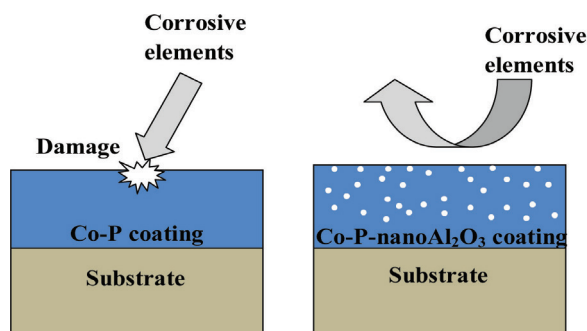 Corrosive
elements
Damage
Co-P coating
Substrate
Corrosive
elements
Co-P-nanoAl₂O₃ coating
Substrate